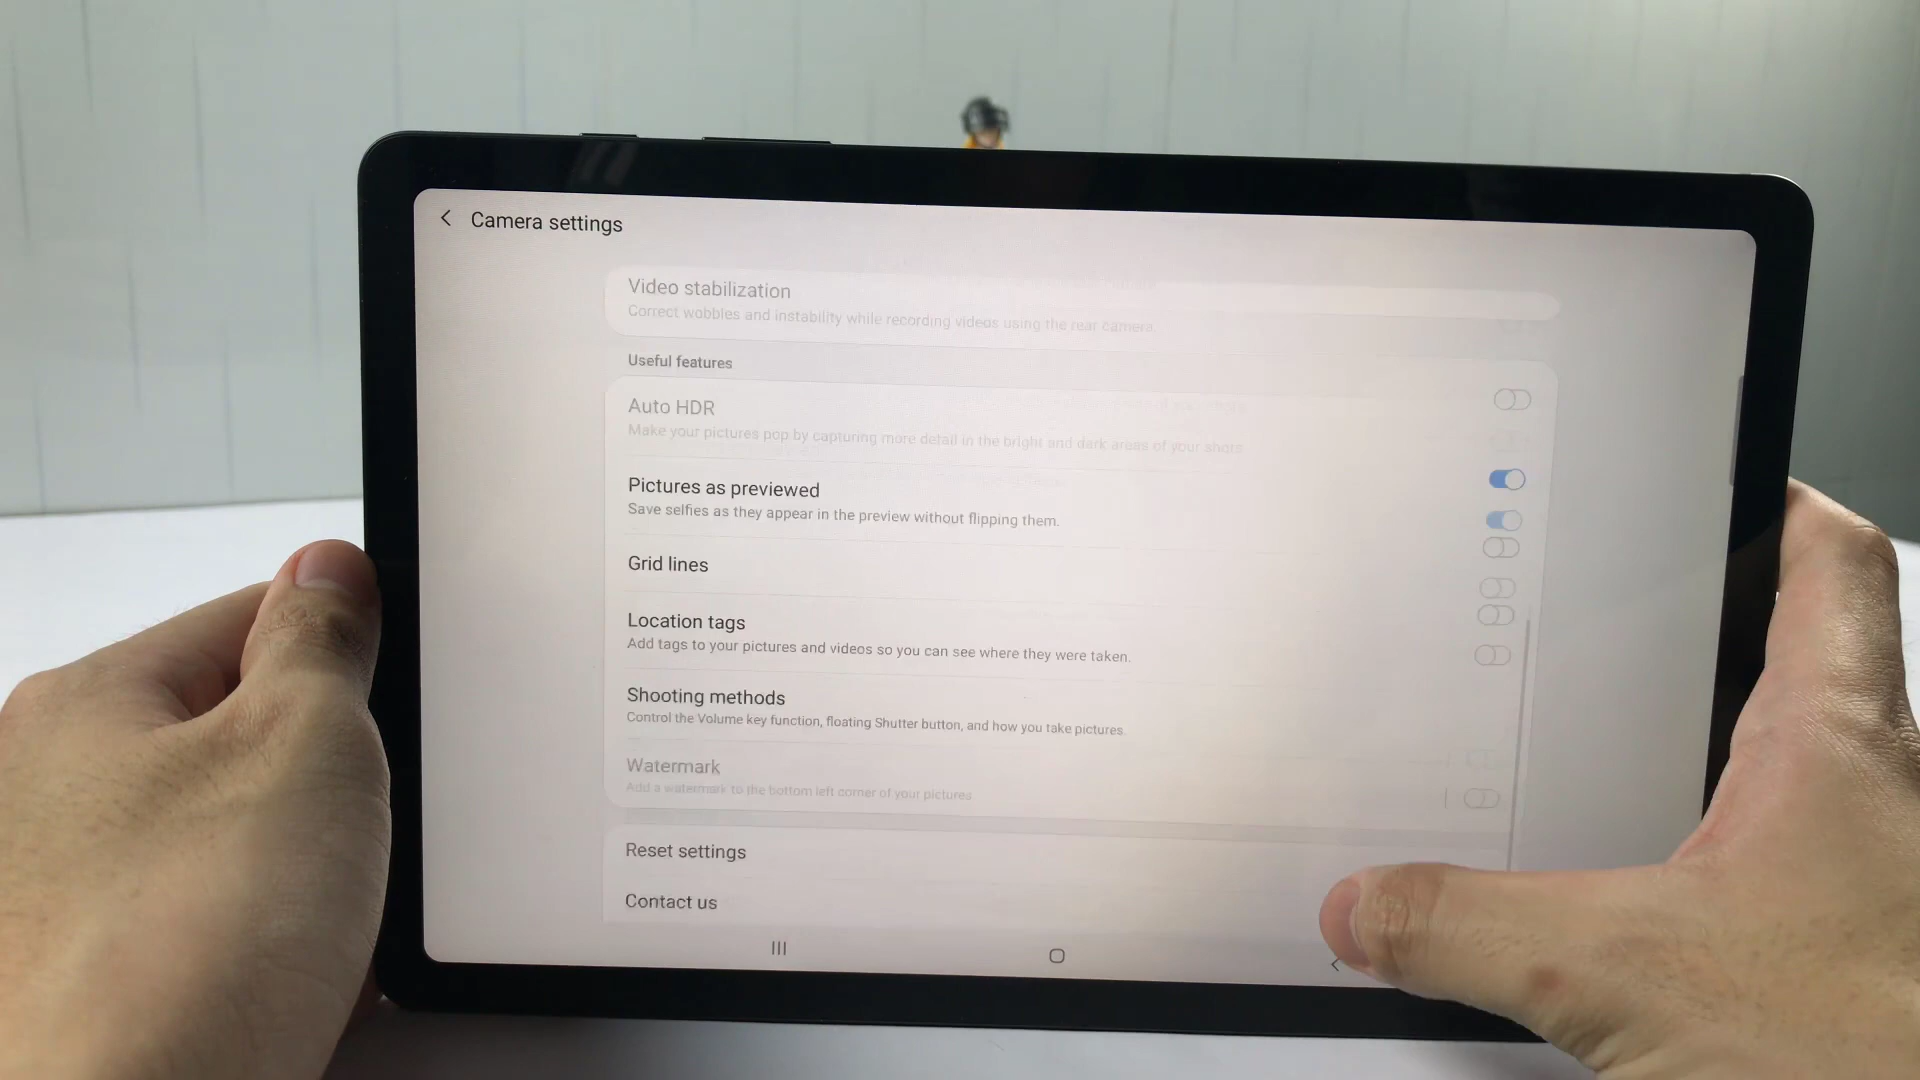 Camera settings
Video stabilization
Correct wobbles and instability while recording videos using the rear camera.
Useful features
Auto HDR
Make your pictures pop by capturing more detail in the bright and dark areas of your shots.
Pictures as previewed
Save selfies as they appear in the preview without flipping them.
Grid lines
Location tags
Add tags to your pictures and videos so you can see where they were taken.
Shooting methods
Control the Volume key function, floating Shutter button, and how you take pictures.
Watermark
Add a watermark to the bottom left corner of your pictures
Reset settings
Contact us